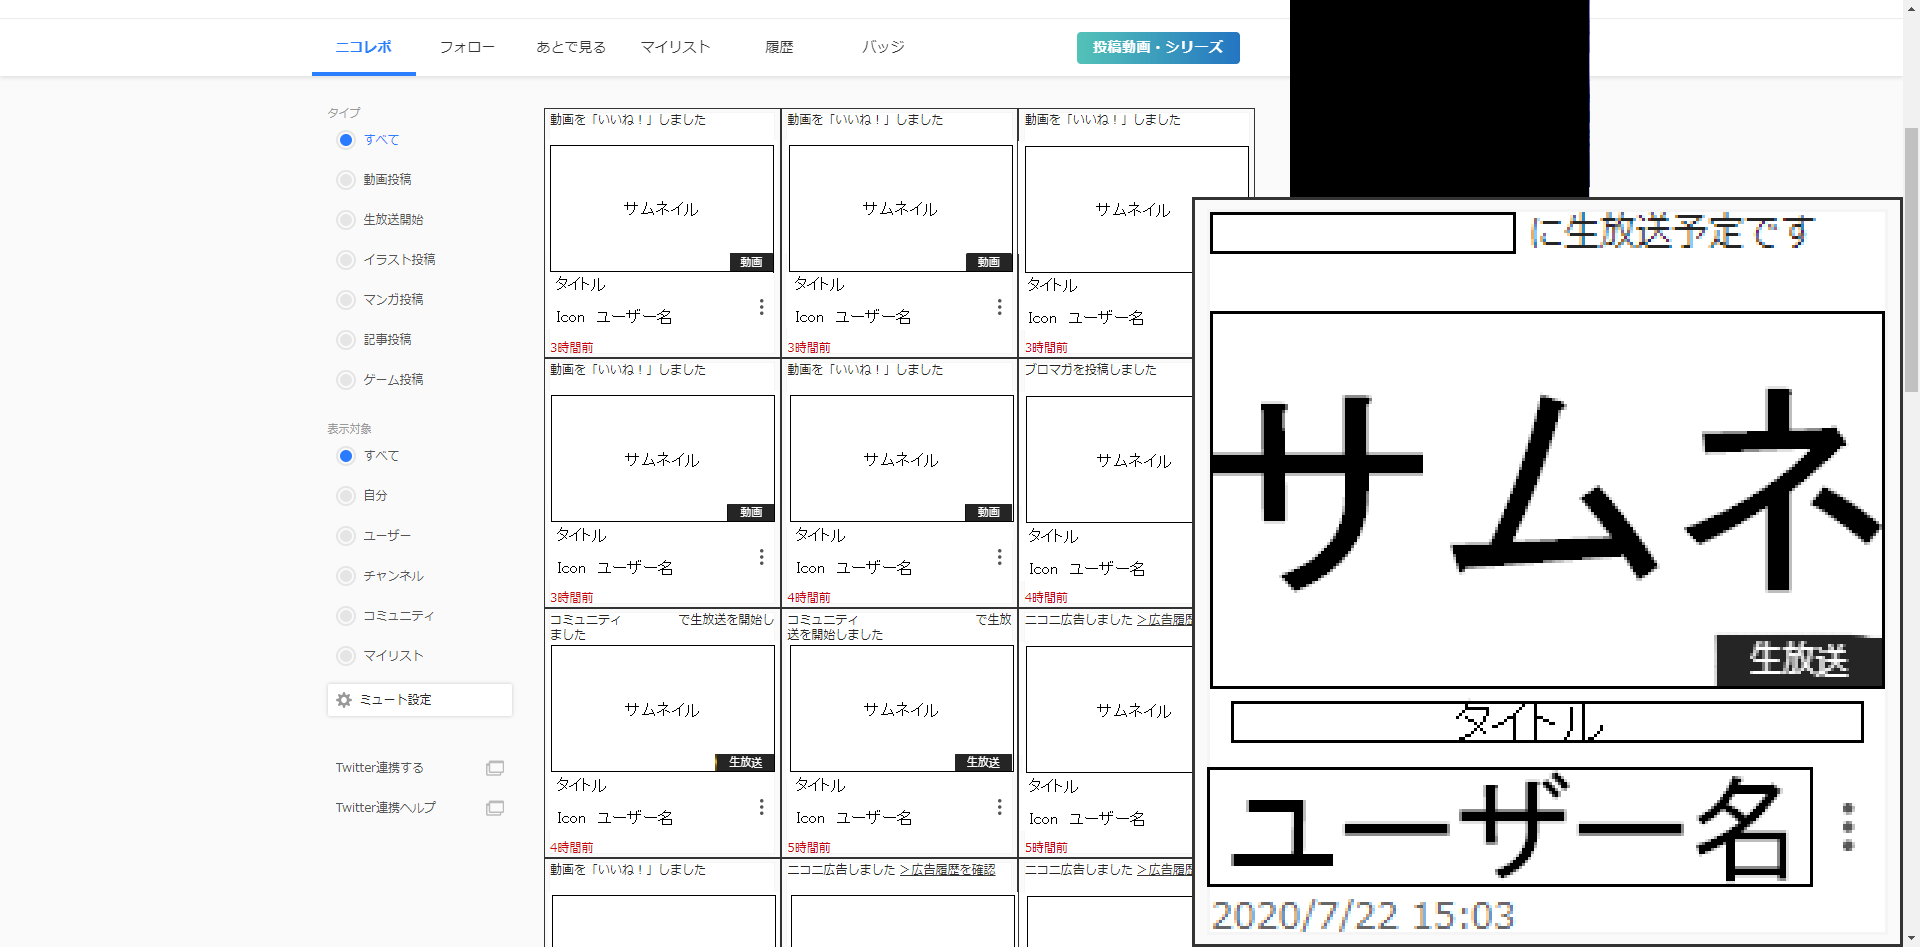 ニコレポ フォロー あとで見る マイリスト 履歴 バッジ 投稿動画・シリーズ
タイプ
すべて
動画投稿
生放送開始
イラスト投稿
マンガ投稿
記事投稿
ゲーム投稿
表示対象
すべて
自分
ユーザー
チャンネル
コミュニティ
マイリスト
ミュート設定
Twitter連携する
Twitter連携ヘルプ
動画を「いいね！」しました
サムネイル
動画
タイトル
Icon ユーザー名
3時間前
動画を「いいね！」しました
サムネイル
動画
タイトル
Icon ユーザー名
3時間前
動画を「いいね！」しました
サムネイル
タイトル
Icon ユーザー名
3時間前
動画を「いいね！」しました
サムネイル
動画
タイトル
Icon ユーザー名
3時間前
動画を「いいね！」しました
サムネイル
動画
タイトル
Icon ユーザー名
4時間前
ブロマガを投稿しました
サムネイル
タイトル
Icon ユーザー名
4時間前
コミュニティ で生放送を開始し
ました
サムネイル
生放送
タイトル
Icon ユーザー名
4時間前
コミュニティ で生放
送を開始しました
サムネイル
生放送
タイトル
Icon ユーザー名
5時間前
ニコニ広告しました ＞広告履歴
サムネイル
タイトル
Icon ユーザー名
5時間前
動画を「いいね！」しました
ニコニ広告しました ＞広告履歴を確認
ニコニ広告しました ＞広告履歴
に生放送予定です
サムネ
生放送
タイトル
ユーザー名
2020/7/22 15:03